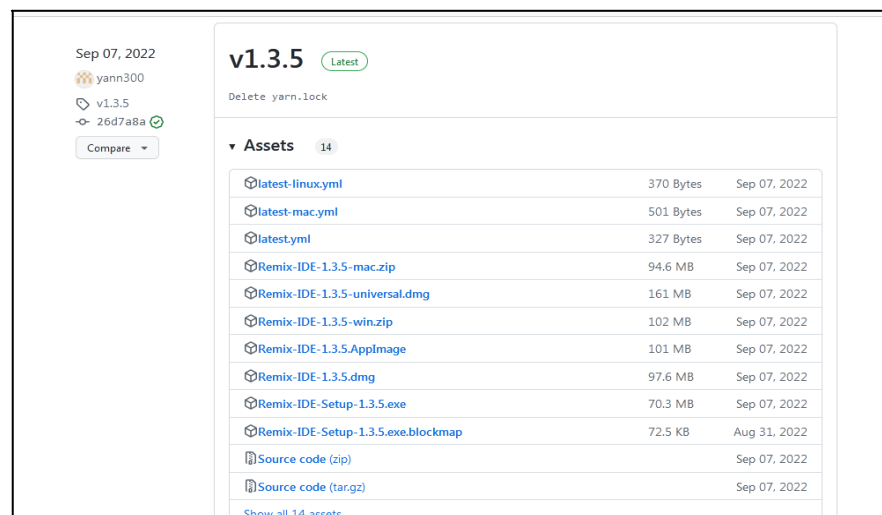 Sep 07, 2022
yann300
v1.3.5
26d7a8a
Compare
v1.3.5 Latest
Delete yarn.lock
Assets 14
latest-linux.yml 370 Bytes Sep 07, 2022
latest-mac.yml 501 Bytes Sep 07, 2022
latest.yml 327 Bytes Sep 07, 2022
Remix-IDE-1.3.5-mac.zip 94.6 MB Sep 07, 2022
Remix-IDE-1.3.5-universal.dmg 161 MB Sep 07, 2022
Remix-IDE-1.3.5-win.zip 102 MB Sep 07, 2022
Remix-IDE-1.3.5.AppImage 101 MB Sep 07, 2022
Remix-IDE-1.3.5.dmg 97.6 MB Sep 07, 2022
Remix-IDE-Setup-1.3.5.exe 70.3 MB Sep 07, 2022
Remix-IDE-Setup-1.3.5.exe.blockmap 72.5 KB Aug 31, 2022
Source code (zip) Sep 07, 2022
Source code (tar.gz) Sep 07, 2022
Show all 14 assets